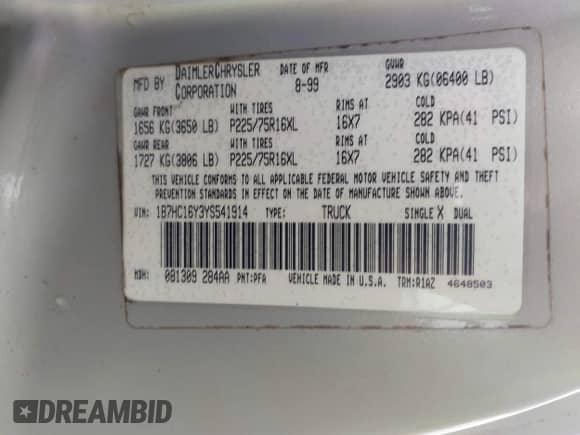 MFD BY DAIMLERCHRYSLER CORPORATION DATE OF MFR 8-99 GVWR 2903 KG(06400 LB)
GAWR FRONT WITH TIRES RIMS AT COLD
1656 KG(3650 LB) P225/75R16XL 16X7 282 KPA(41 PSI)
GAWR REAR WITH TIRES RIMS AT COLD
1727 KG(3806 LB) P225/75R16XL 16X7 282 KPA(41 PSI)
THIS VEHICLE CONFORMS TO ALL APPLICABLE FEDERAL MOTOR VEHICLE SAFETY AND THEFT
PREVENTION STANDARDS IN EFFECT ON THE DATE OF MANUFACTURE SHOWN ABOVE.
VIN: 1B7HC16Y3YS541914 TYPE: TRUCK SINGLE X DUAL
MDH: 081309 284AA PNT:PFA VEHICLE MADE IN U.S.A. TRM:R1AZ 4648503
DREAMBID